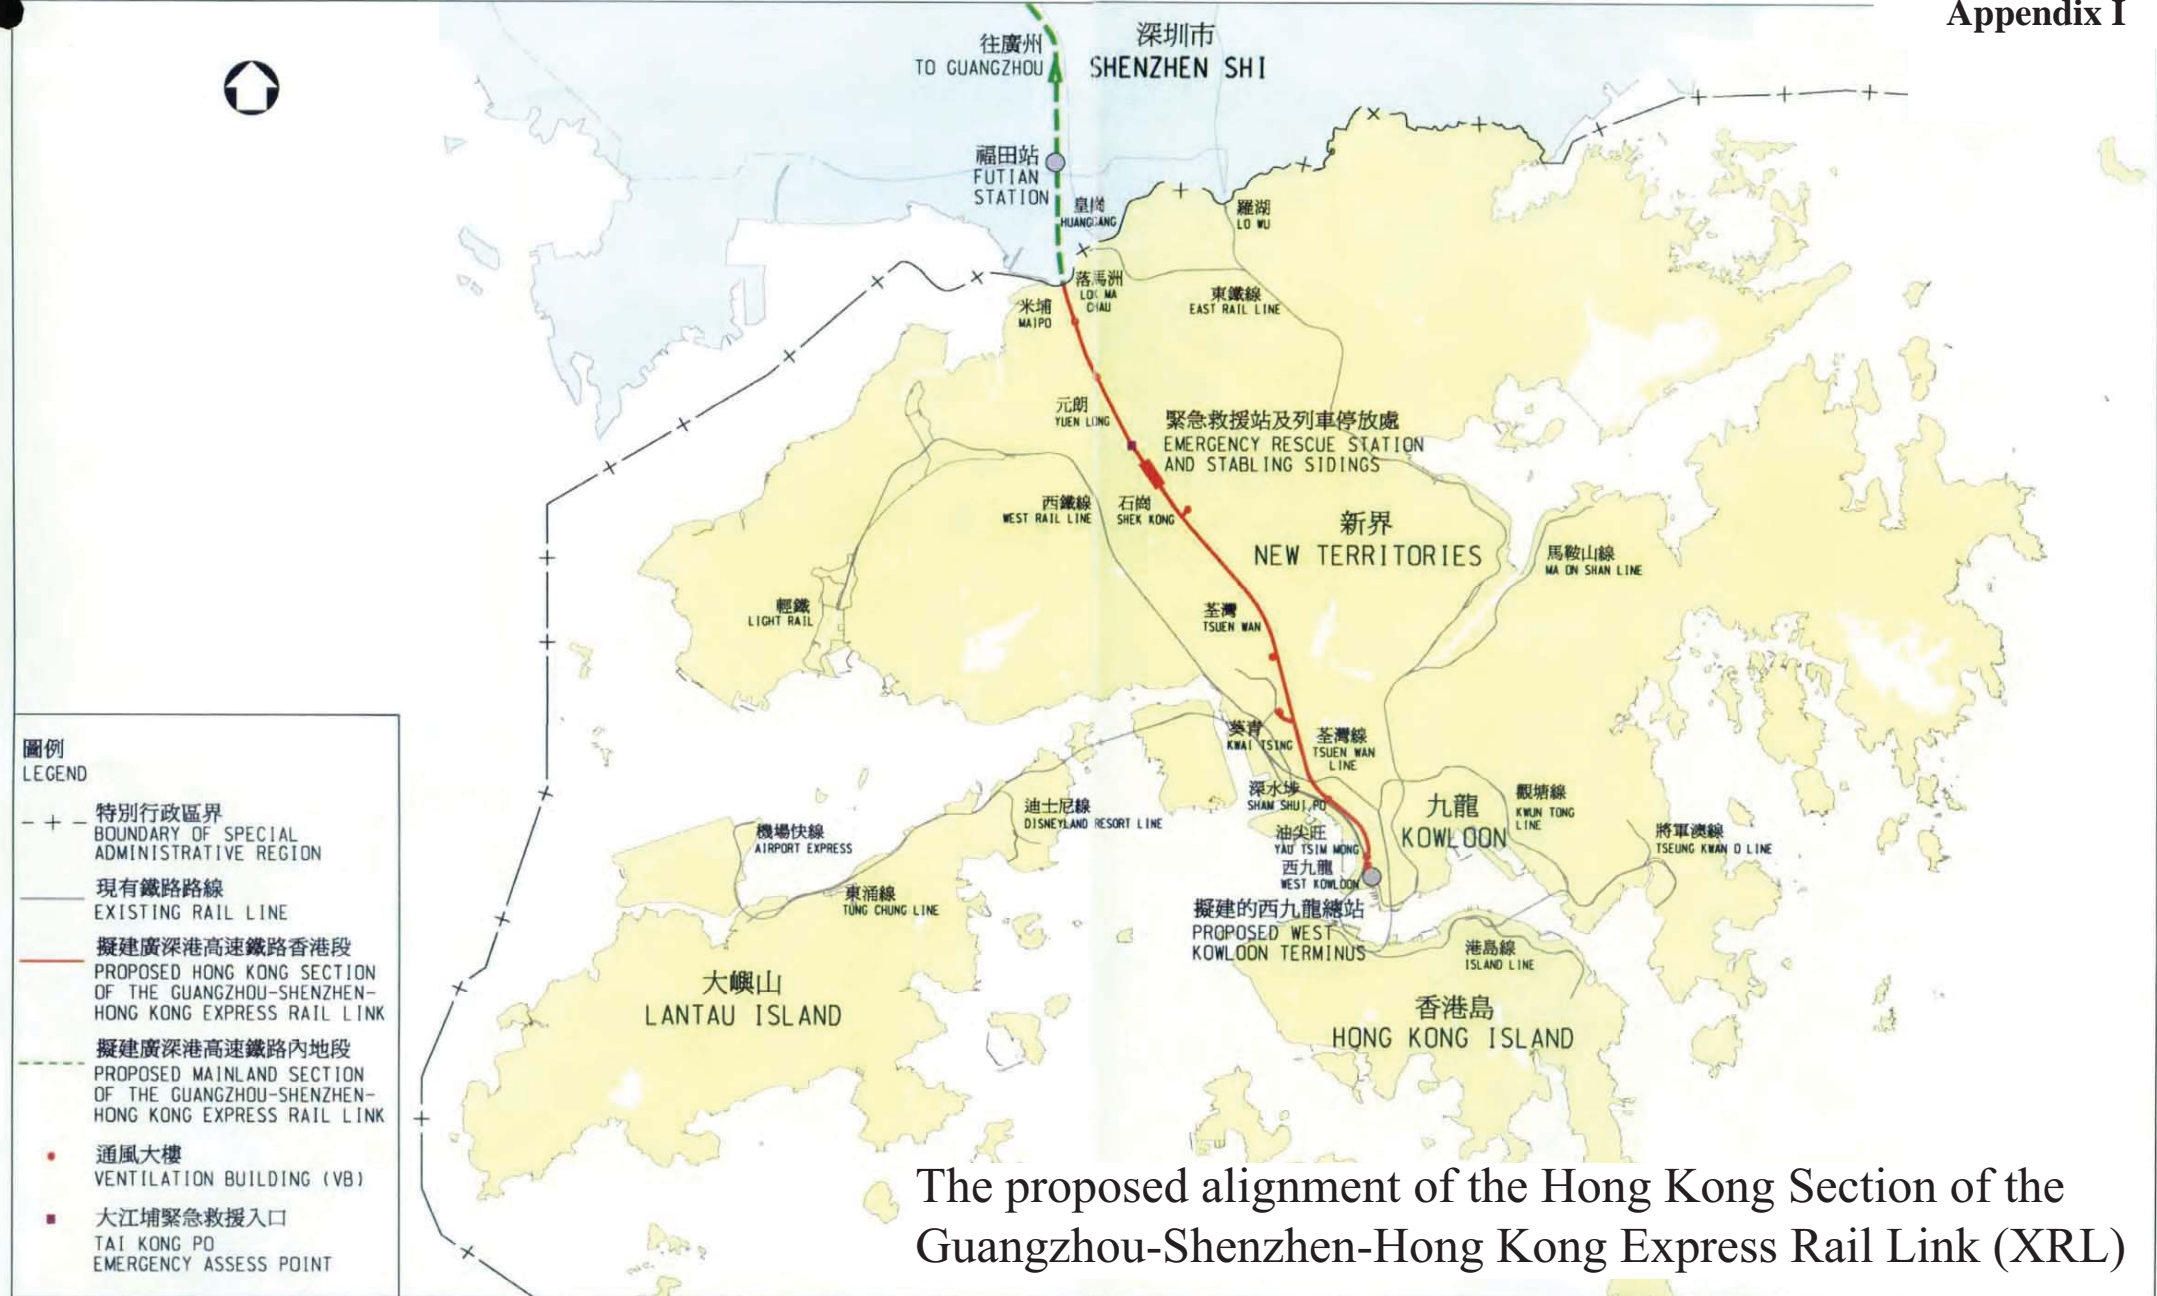 Appendix I
往廣州
TO GUANGZHOU
深圳市
SHENZHEN SHI
福田站
FUTIAN
STATION
皇崗
HUANGGANG
羅湖
LO WU
落馬洲
LOK MA
CHAU
米埔
MAIPO
東鐵線
EAST RAIL LINE
元朗
YUEN LONG
緊急救援站及列車停放處
EMERGENCY RESCUE STATION
AND STABLING SIDINGS
西鐵線
WEST RAIL LINE
石崗
SHEK KONG
新界
NEW TERRITORIES
馬鞍山線
MA ON SHAN LINE
輕鐵
LIGHT RAIL
荃灣
TSUEN WAN
葵青
KWAI TSING
荃灣線
TSUEN WAN
LINE
深水埗
SHAM SHUI PO
迪士尼線
DISNEYLAND RESORT LINE
機場快線
AIRPORT EXPRESS
油尖旺
YAU TSIM MONG
九龍
KOWLOON
觀塘線
KWUN TONG
LINE
將軍澳線
TSEUNG KWAN O LINE
西九龍
WEST KOWLOON
東涌線
TUNG CHUNG LINE
擬建的西九龍總站
PROPOSED WEST
KOWLOON TERMINUS
港島線
ISLAND LINE
大嶼山
LANTAU ISLAND
香港島
HONG KONG ISLAND
圖例
LEGEND
特別行政區界
BOUNDARY OF SPECIAL
ADMINISTRATIVE REGION
現有鐵路路線
EXISTING RAIL LINE
擬建廣深港高速鐵路香港段
PROPOSED HONG KONG SECTION
OF THE GUANGZHOU-SHENZHEN-
HONG KONG EXPRESS RAIL LINK
擬建廣深港高速鐵路內地段
PROPOSED MAINLAND SECTION
OF THE GUANGZHOU-SHENZHEN-
HONG KONG EXPRESS RAIL LINK
通風大樓
VENTILATION BUILDING (VB)
大江埔緊急救援入口
TAI KONG PO
EMERGENCY ASSESS POINT
The proposed alignment of the Hong Kong Section of the
Guangzhou-Shenzhen-Hong Kong Express Rail Link (XRL)